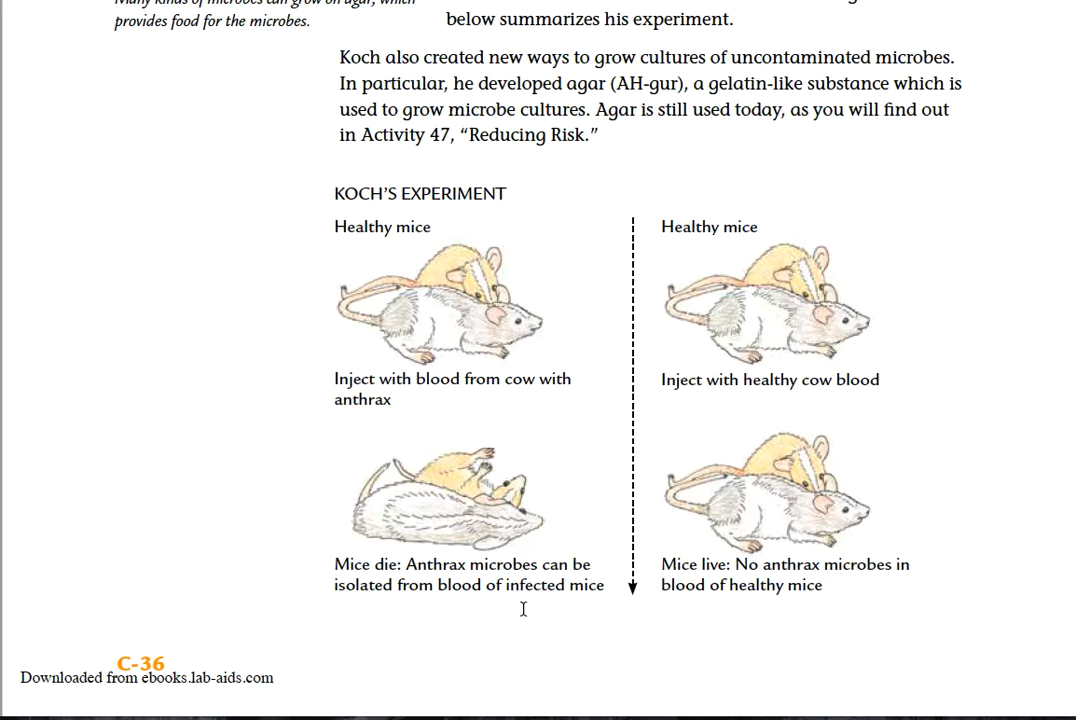 provides food for the microbes.
below summarizes his experiment.
Koch also created new ways to grow cultures of uncontaminated microbes.
In particular, he developed agar (AH-gur), a gelatin-like substance which is
used to grow microbe cultures. Agar is still used today, as you will find out
in Activity 47, “Reducing Risk.”
KOCH’S EXPERIMENT
Healthy mice
Inject with blood from cow with
anthrax
Mice die: Anthrax microbes can be
isolated from blood of infected mice
Healthy mice
Inject with healthy cow blood
Mice live: No anthrax microbes in
blood of healthy mice
C-36
Downloaded from ebooks.lab-aids.com